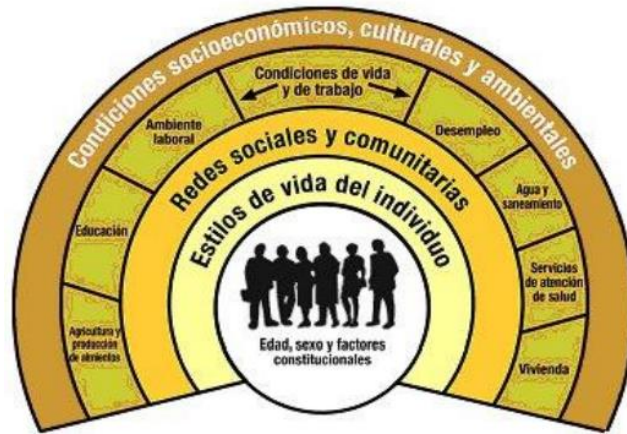 Condiciones socioeconómicos, culturales y ambientales
Condiciones de vida
y de trabajo
Ambiente
laboral
Desempleo
Educación
Agua y
saneamiento
Agricultura y
producción
de alimentos
Servicios
de atención
de salud
Vivienda
Redes sociales y comunitarias
Estilos de vida del individuo
Edad, sexo y factores
constitucionales